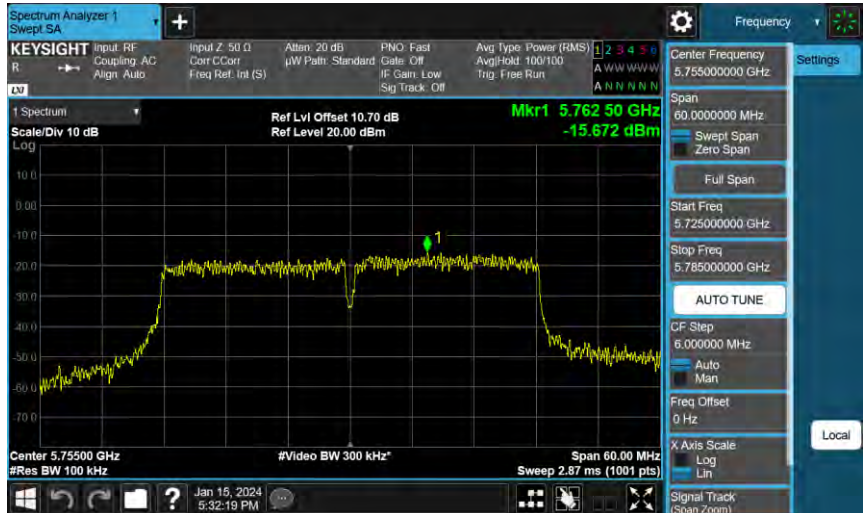 Spectrum Analyzer 1
Swept SA
+
Frequency
KEYSIGHT
R
LXI
Input: RF
Coupling: AC
Align: Auto
Input Z: 50 Ω
Corr CCorr
Freq Ref: Int (S)
Atten: 20 dB
µW Path: Standard
PNO: Fast
Gate: Off
IF Gain: Low
Sig Track: Off
Avg Type: Power (RMS)
Avg|Hold: 100/100
Trig: Free Run
1 2 3 4 5 6
A W W W W W
A N N N N N
1 Spectrum
Scale/Div 10 dB
Ref Lvl Offset 10.70 dB
Ref Level 20.00 dBm
Mkr1 5.762 50 GHz
-15.672 dBm
Log
10.0
0.00
-10.0
-20.0
-30.0
-40.0
-50.0
-60.0
-70.0
1
Center 5.75500 GHz
#Res BW 100 kHz
#Video BW 300 kHz*
Span 60.00 MHz
Sweep 2.87 ms (1001 pts)
Center Frequency
5.755000000 GHz
Span
60.0000000 MHz
Swept Span
Zero Span
Full Span
Start Freq
5.725000000 GHz
Stop Freq
5.785000000 GHz
AUTO TUNE
CF Step
6.000000 MHz
Auto
Man
Freq Offset
0 Hz
X Axis Scale
Log
Lin
Signal Track
(Span Zoom)
Settings
Local
?
Jan 15, 2024
5:32:19 PM